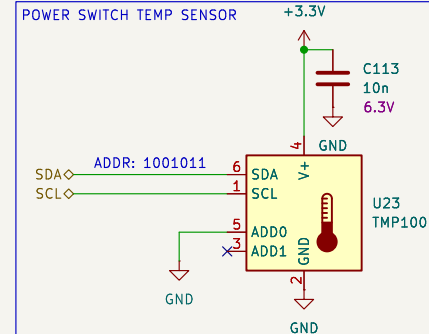 POWER SWITCH TEMP SENSOR
+3.3V
C113
10n
6.3V
GND
4
V+
ADDR: 1001011
SDA
6
SDA
SCL
1
SCL
U23
TMP100
5
ADD0
3
ADD1
GND
2
GND
GND